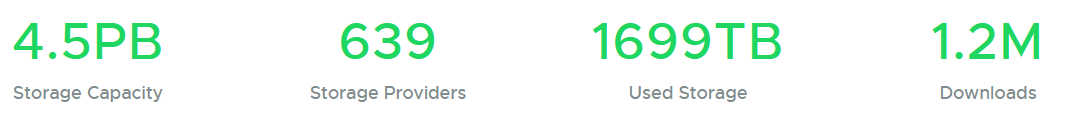 4.5PB 639 1699TB 1.2M
Storage Capacity Storage Providers Used Storage Downloads